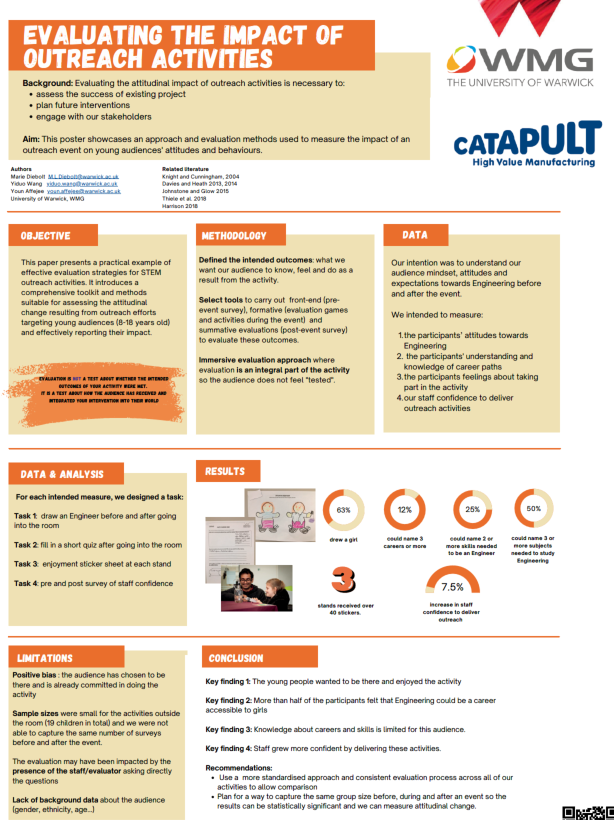 EVALUATING THE IMPACT OF
OUTREACH ACTIVITIES
Background: Evaluating the attitudinal impact of outreach activities is necessary to:
• assess the success of existing project
• plan future interventions
• engage with our stakeholders
Aim: This poster showcases an approach and evaluation methods used to measure the impact of an
outreach event on young audiences' attitudes and behaviours.
WMG
THE UNIVERSITY OF WARWICK
CATAPULT
High Value Manufacturing
Authors
Marie Diebolt M.L.Diebolt@warwick.ac.uk
Yiduo Wang yiduo.wang@warwick.ac.uk
Youn Affejee youn.affejee@warwick.ac.uk
University of Warwick, WMG
Related literature
Knight and Cunningham, 2004
Davies and Heath 2013, 2014
Johnstone and Glow 2015
Thiele et al, 2018
Harrison 2018
OBJECTIVE
This paper presents a practical example of
effective evaluation strategies for STEM
outreach activities. It introduces a
comprehensive toolkit and methods
suitable for assessing the attitudinal
change resulting from outreach efforts
targeting young audiences (8-18 years old)
and effectively reporting their impact.
EVALUATION IS NOT A TEST ABOUT WHETHER THE INTENDED
OUTCOMES OF YOUR ACTIVITY WERE MET.
IT IS A TEST ABOUT HOW THE AUDIENCE HAS RECEIVED AND
INTEGRATED YOUR INTERVENTION INTO THEIR WORLD
METHODOLOGY
Defined the intended outcomes: what we
want our audience to know, feel and do as a
result from the activity.
Select tools to carry out front-end (pre-
event survey), formative (evaluation games
and activities during the event) and
summative evaluations (post-event survey)
to evaluate these outcomes.
Immersive evaluation approach where
evaluation is an integral part of the activity
so the audience does not feel "tested".
DATA
Our intention was to understand our
audience mindset, attitudes and
expectations towards Engineering before
and after the event.
We intended to measure:
1.the participants' attitudes towards
Engineering
2. the participants' understanding and
knowledge of career paths
3.the participants feelings about taking
part in the activity
4.our staff confidence to deliver
outreach activities
DATA & ANALYSIS
For each intended measure, we designed a task:
Task 1: draw an Engineer before and after going
into the room
Task 2: fill in a short quiz after going into the room
Task 3: enjoyment sticker sheet at each stand
Task 4: pre and post survey of staff confidence
RESULTS
63%
drew a girl
12%
could name 3
careers or more
25%
could name 2 or
more skills needed
to be an Engineer
50%
could name 3 or
more subjects
needed to study
Engineering
3
stands received over
40 stickers.
7.5%
increase in staff
confidence to deliver
outreach
LIMITATIONS
Positive bias : the audience has chosen to be
there and is already committed in doing the
activity
Sample sizes were small for the activities outside
the room (19 children in total) and we were not
able to capture the same number of surveys
before and after the event.
The evaluation may have been impacted by the
presence of the staff/evaluator asking directly
the questions
Lack of background data about the audience
(gender, ethnicity, age...)
CONCLUSION
Key finding 1: The young people wanted to be there and enjoyed the activity
Key finding 2: More than half of the participants felt that Engineering could be a career
accessible to girls
Key finding 3: Knowledge about careers and skills is limited for this audience.
Key finding 4: Staff grew more confident by delivering these activities.
Recommendations:
• Use a more standardised approach and consistent evaluation process across all of our
activities to allow comparison
• Plan for a way to capture the same group size before, during and after an event so the
results can be statistically significant and we can measure attitudinal change.